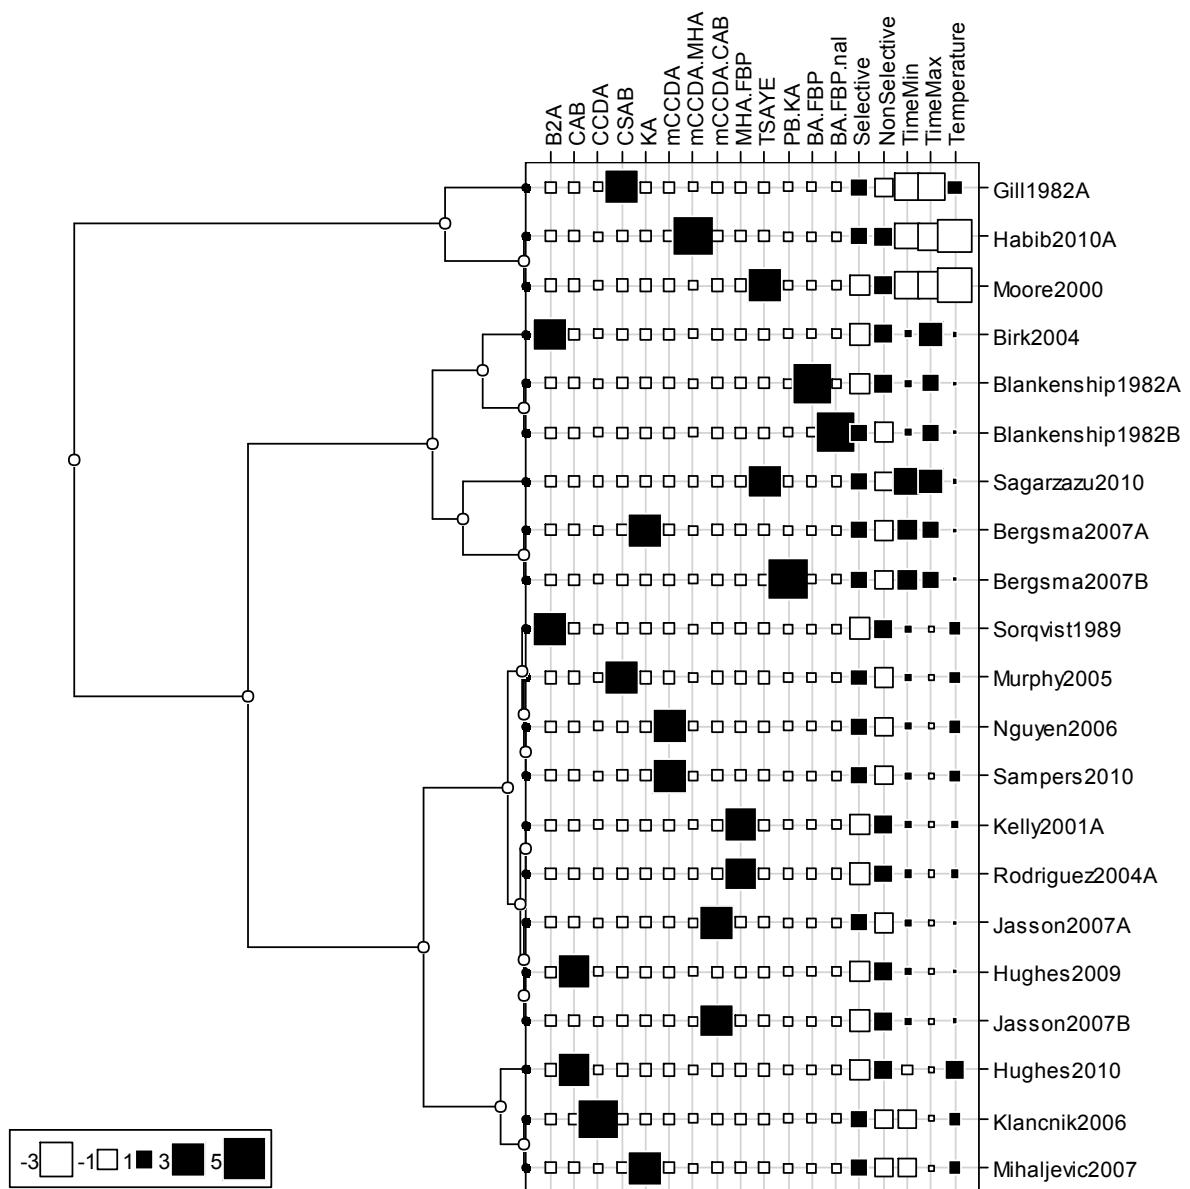 B2A
CAB
CCDA
CSAB
KA
mCCDA
mCCDA.MHA
mCCDA.CAB
MHA.FBP
TSAYE
PB.KA
BA.FBP
BA.FBP.nal
Selective
NonSelective
TimeMin
TimeMax
Temperature
Gill1982A
Habib2010A
Moore2000
Birk2004
Blankenship1982A
Blankenship1982B
Sagarzazu2010
Bergsma2007A
Bergsma2007B
Sorqvist1989
Murphy2005
Nguyen2006
Sampers2010
Kelly2001A
Rodriguez2004A
Jasson2007A
Hughes2009
Jasson2007B
Hughes2010
Klancnik2006
Mihaljevic2007
-3 -1 1 3 5